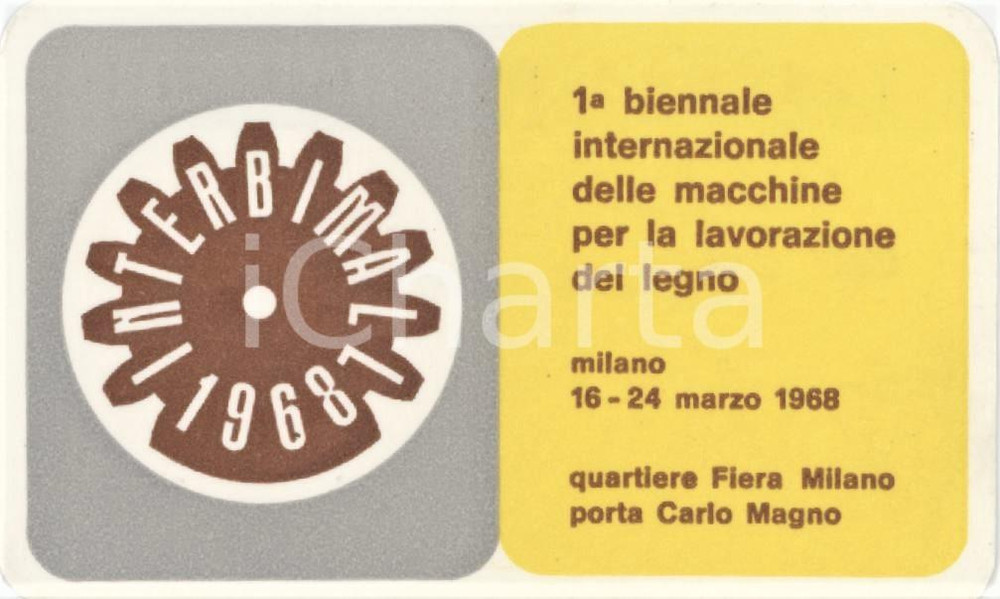 INTERBIMALL
1968
1a biennale
internazionale
delle macchine
per la lavorazione
del legno
milano
16-24 marzo 1968
quartiere Fiera Milano
porta Carlo Magno
iCharta